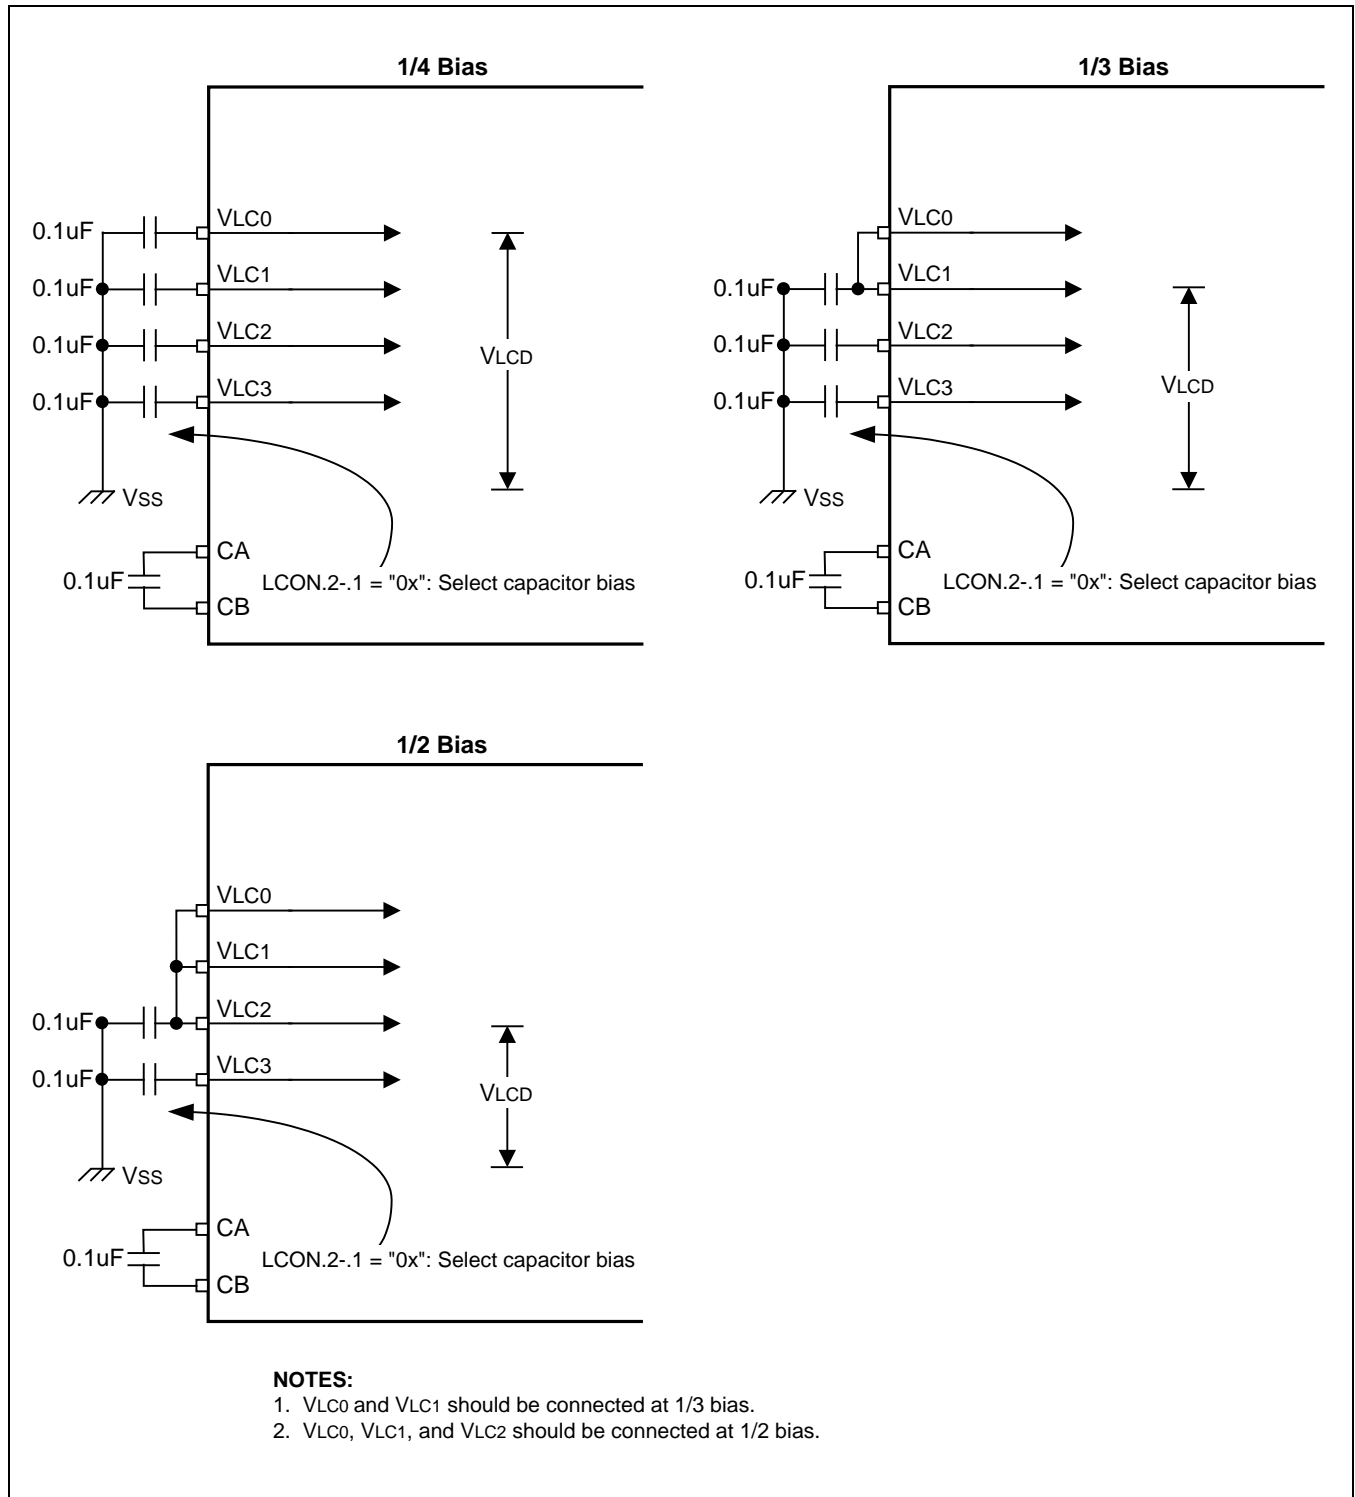 1/4 Bias
0.1uF
VLC0
0.1uF
VLC1
0.1uF
VLC2
0.1uF
VLC3
VLCD
VSS
CA
0.1uF
LCON.2-.1 = "0x": Select capacitor bias
CB
1/3 Bias
VLC0
0.1uF
VLC1
0.1uF
VLC2
0.1uF
VLC3
VLCD
VSS
CA
0.1uF
LCON.2-.1 = "0x": Select capacitor bias
CB
1/2 Bias
VLC0
VLC1
0.1uF
VLC2
0.1uF
VLC3
VLCD
VSS
CA
0.1uF
LCON.2-.1 = "0x": Select capacitor bias
CB
NOTES:
1. VLC0 and VLC1 should be connected at 1/3 bias.
2. VLC0, VLC1, and VLC2 should be connected at 1/2 bias.